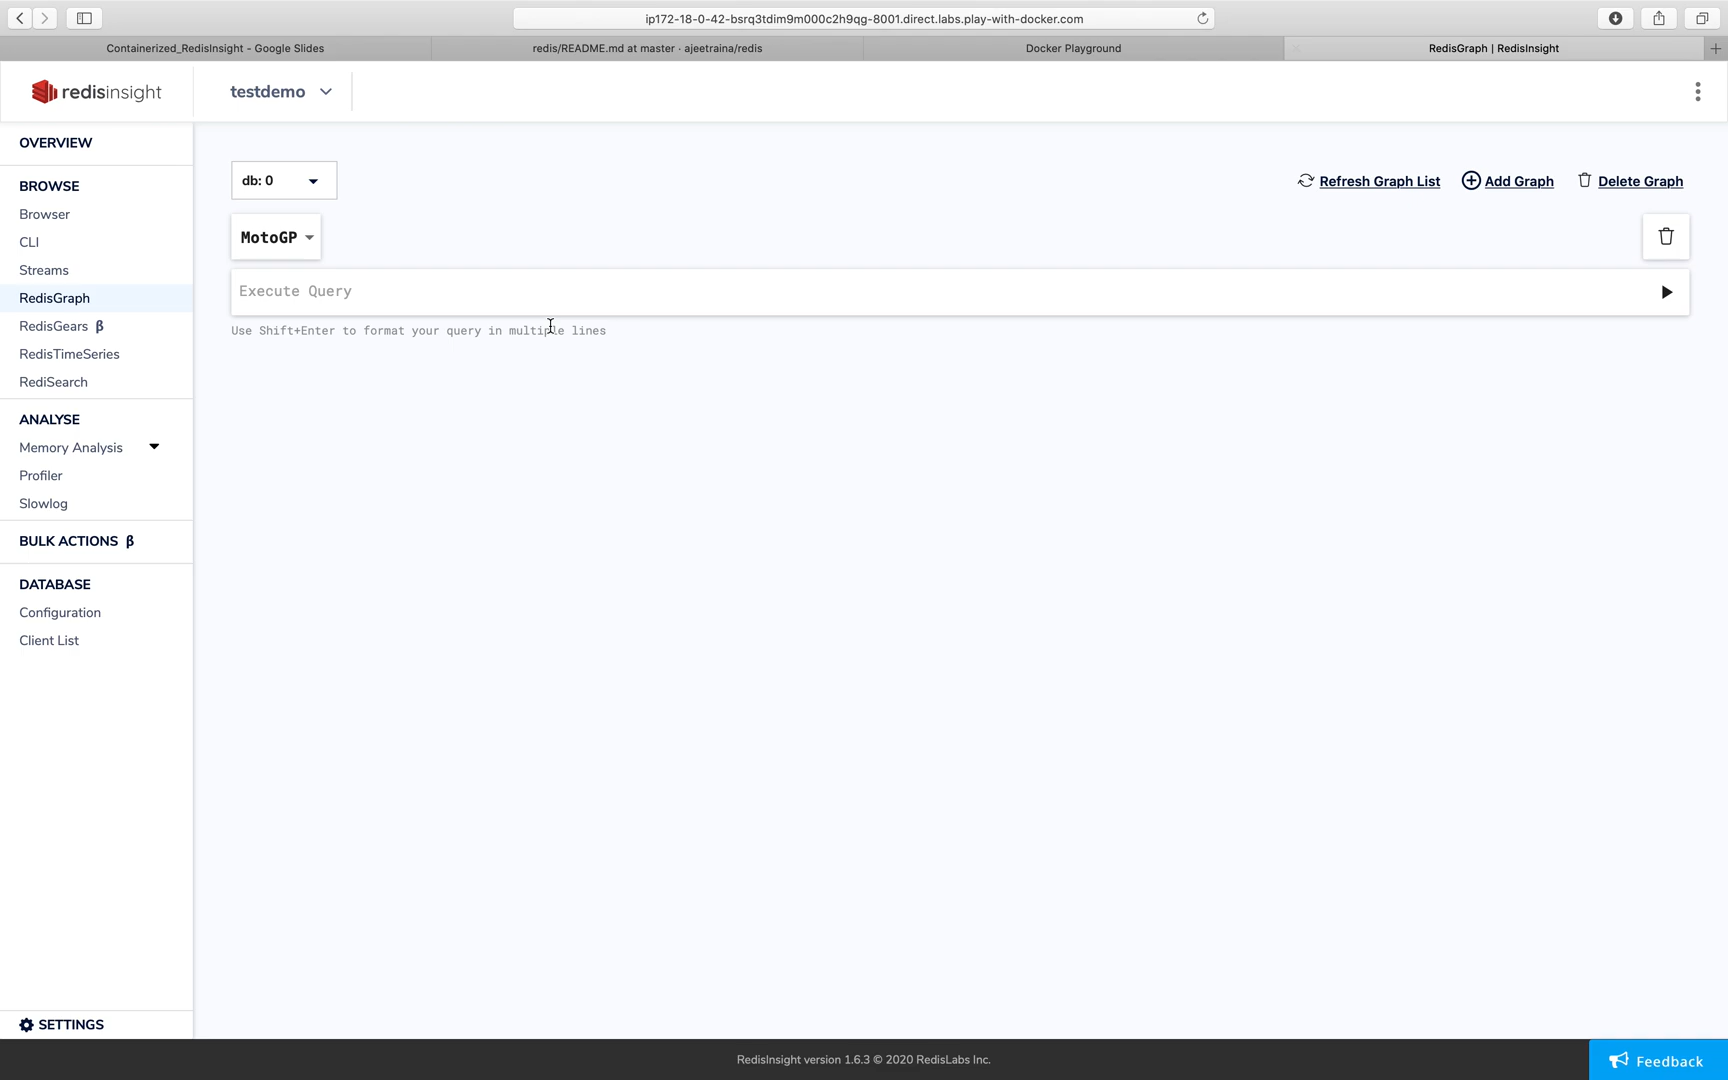 ip172-18-0-42-bsrq3tdim9m000c2h9qg-8001.direct.labs.play-with-docker.com
Containerized_RedisInsight - Google Slides
redis/README.md at master · ajeetraina/redis
Docker Playground
RedisGraph | RedisInsight
redisinsight
testdemo
OVERVIEW
BROWSE
Browser
CLI
Streams
RedisGraph
RedisGears β
RedisTimeSeries
RediSearch
ANALYSE
Memory Analysis
Profiler
Slowlog
BULK ACTIONS β
DATABASE
Configuration
Client List
SETTINGS
db: 0
Refresh Graph List
Add Graph
Delete Graph
MotoGP
Execute Query
Use Shift+Enter to format your query in multiple lines
RedisInsight version 1.6.3 © 2020 RedisLabs Inc.
Feedback